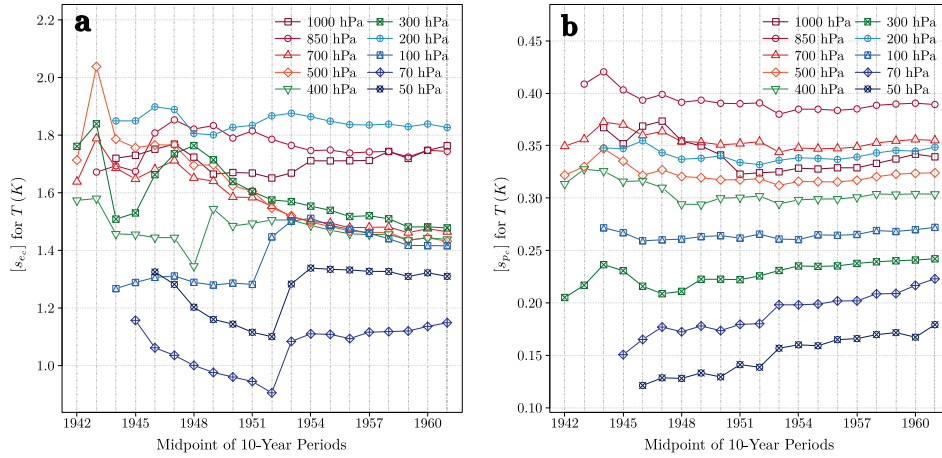 a
1000 hPa 300 hPa
850 hPa 200 hPa
700 hPa 100 hPa
500 hPa 70 hPa
400 hPa 50 hPa
2.2
2.0
1.8
1.6
1.4
1.2
1.0
[s_{e_c}] for T (K)
1942 1945 1948 1951 1954 1957 1960
Midpoint of 10-Year Periods
b
1000 hPa 300 hPa
850 hPa 200 hPa
700 hPa 100 hPa
500 hPa 70 hPa
400 hPa 50 hPa
0.45
0.40
0.35
0.30
0.25
0.20
0.15
0.10
[s_{p_c}] for T (K)
1942 1945 1948 1951 1954 1957 1960
Midpoint of 10-Year Periods